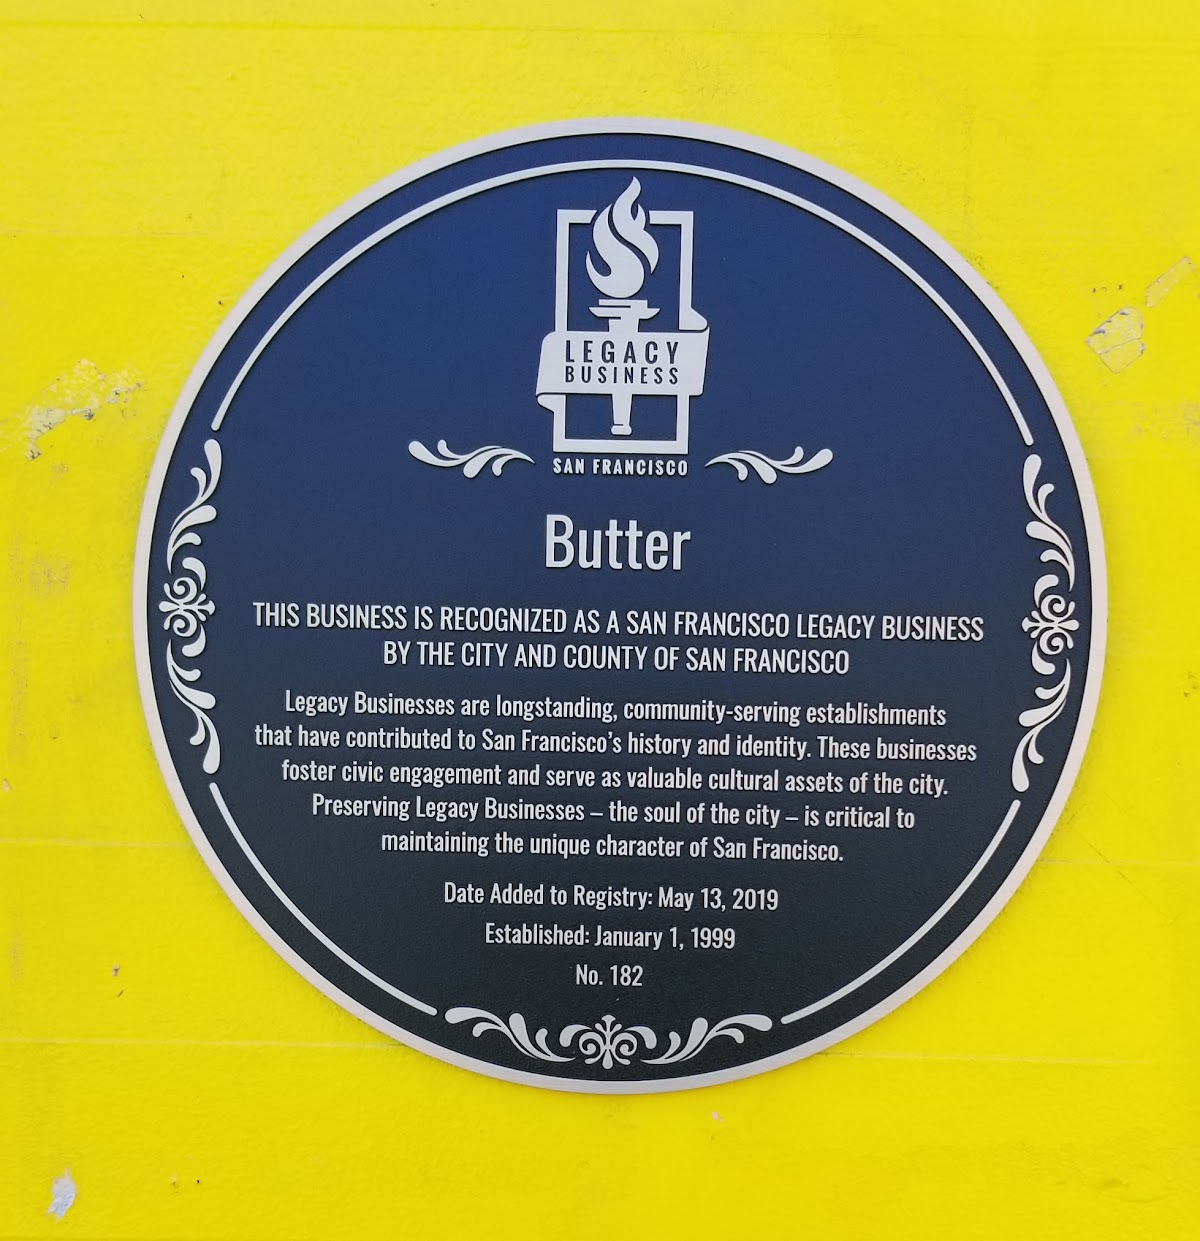 LEGACY
BUSINESS
SAN FRANCISCO
Butter
THIS BUSINESS IS RECOGNIZED AS A SAN FRANCISCO LEGACY BUSINESS
BY THE CITY AND COUNTY OF SAN FRANCISCO
Legacy Businesses are longstanding, community-serving establishments
that have contributed to San Francisco's history and identity. These businesses
foster civic engagement and serve as valuable cultural assets of the city.
Preserving Legacy Businesses – the soul of the city – is critical to
maintaining the unique character of San Francisco.
Date Added to Registry: May 13, 2019
Established: January 1, 1999
No. 182